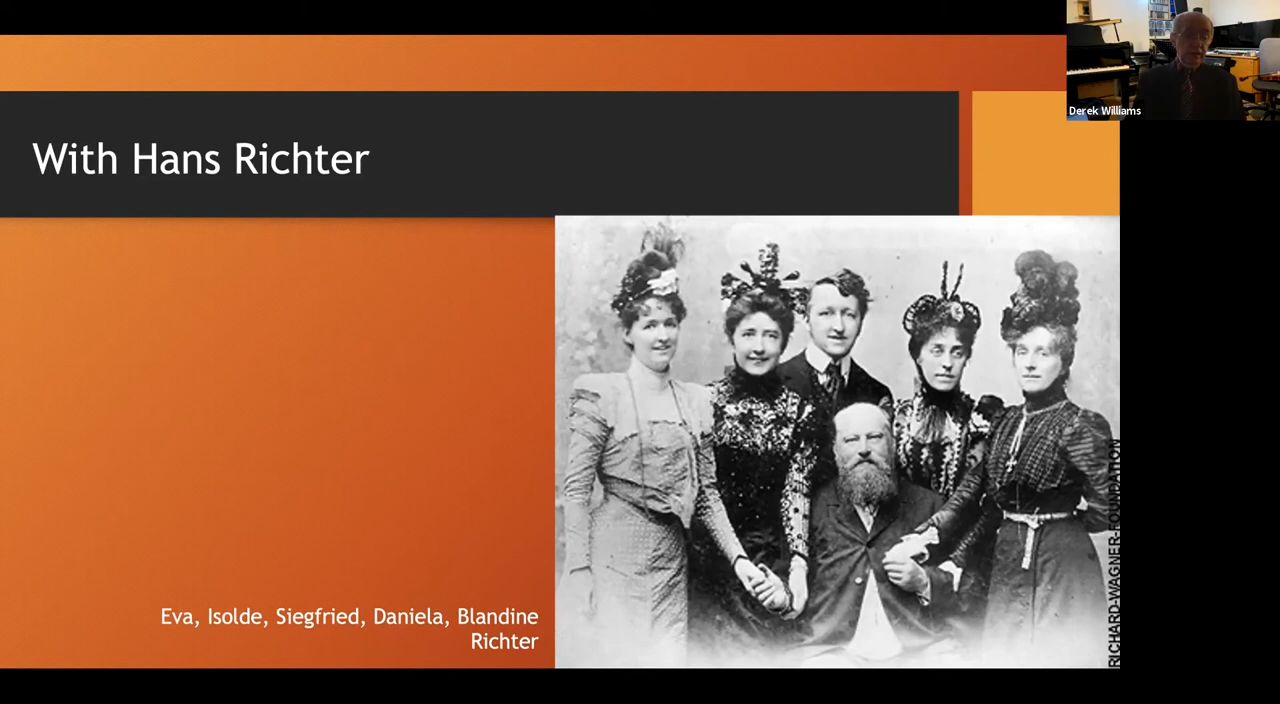 Derek Williams
With Hans Richter
Eva, Isolde, Siegfried, Daniela, Blandine
Richter
RICHARD-WAGNER-FOUNDATION